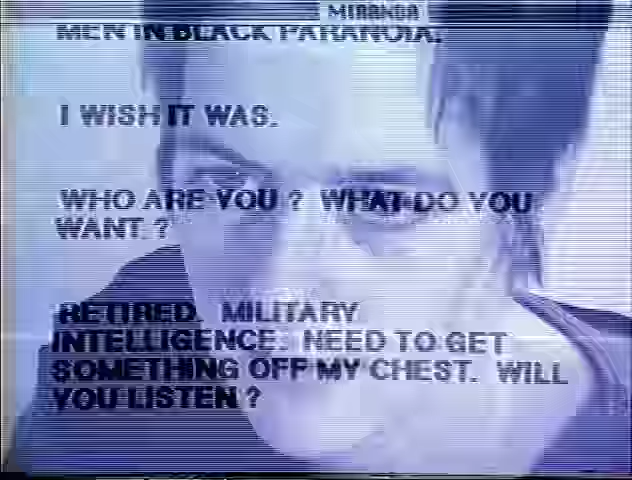 MIRANDA
MEN IN BLACK PARANOIA.
I WISH IT WAS.
WHO ARE YOU ? WHAT DO YOU
WANT ?
RETIRED. MILITARY
INTELLIGENCE. NEED TO GET
SOMETHING OFF MY CHEST. WILL
YOU LISTEN ?